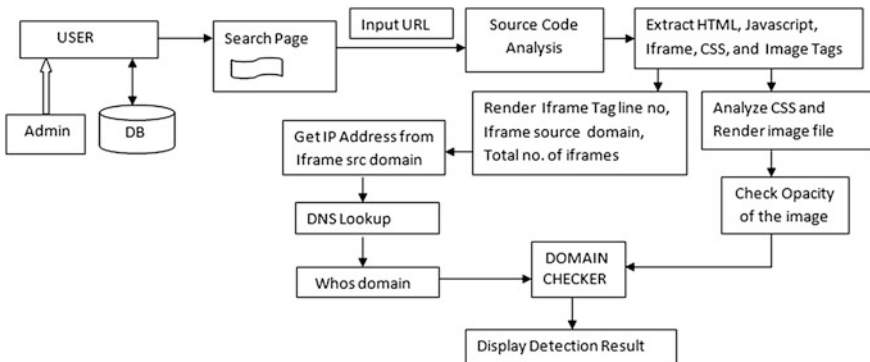 USER
Search Page
Input URL
Source Code
Analysis
Extract HTML, Javascript,
Iframe, CSS, and Image Tags
Admin
DB
Get IP Address from
Iframe src domain
Render Iframe Tag line no,
Iframe source domain,
Total no. of iframes
Analyze CSS and
Render image file
DNS Lookup
Check Opacity
of the image
Whos domain
DOMAIN
CHECKER
Display Detection Result